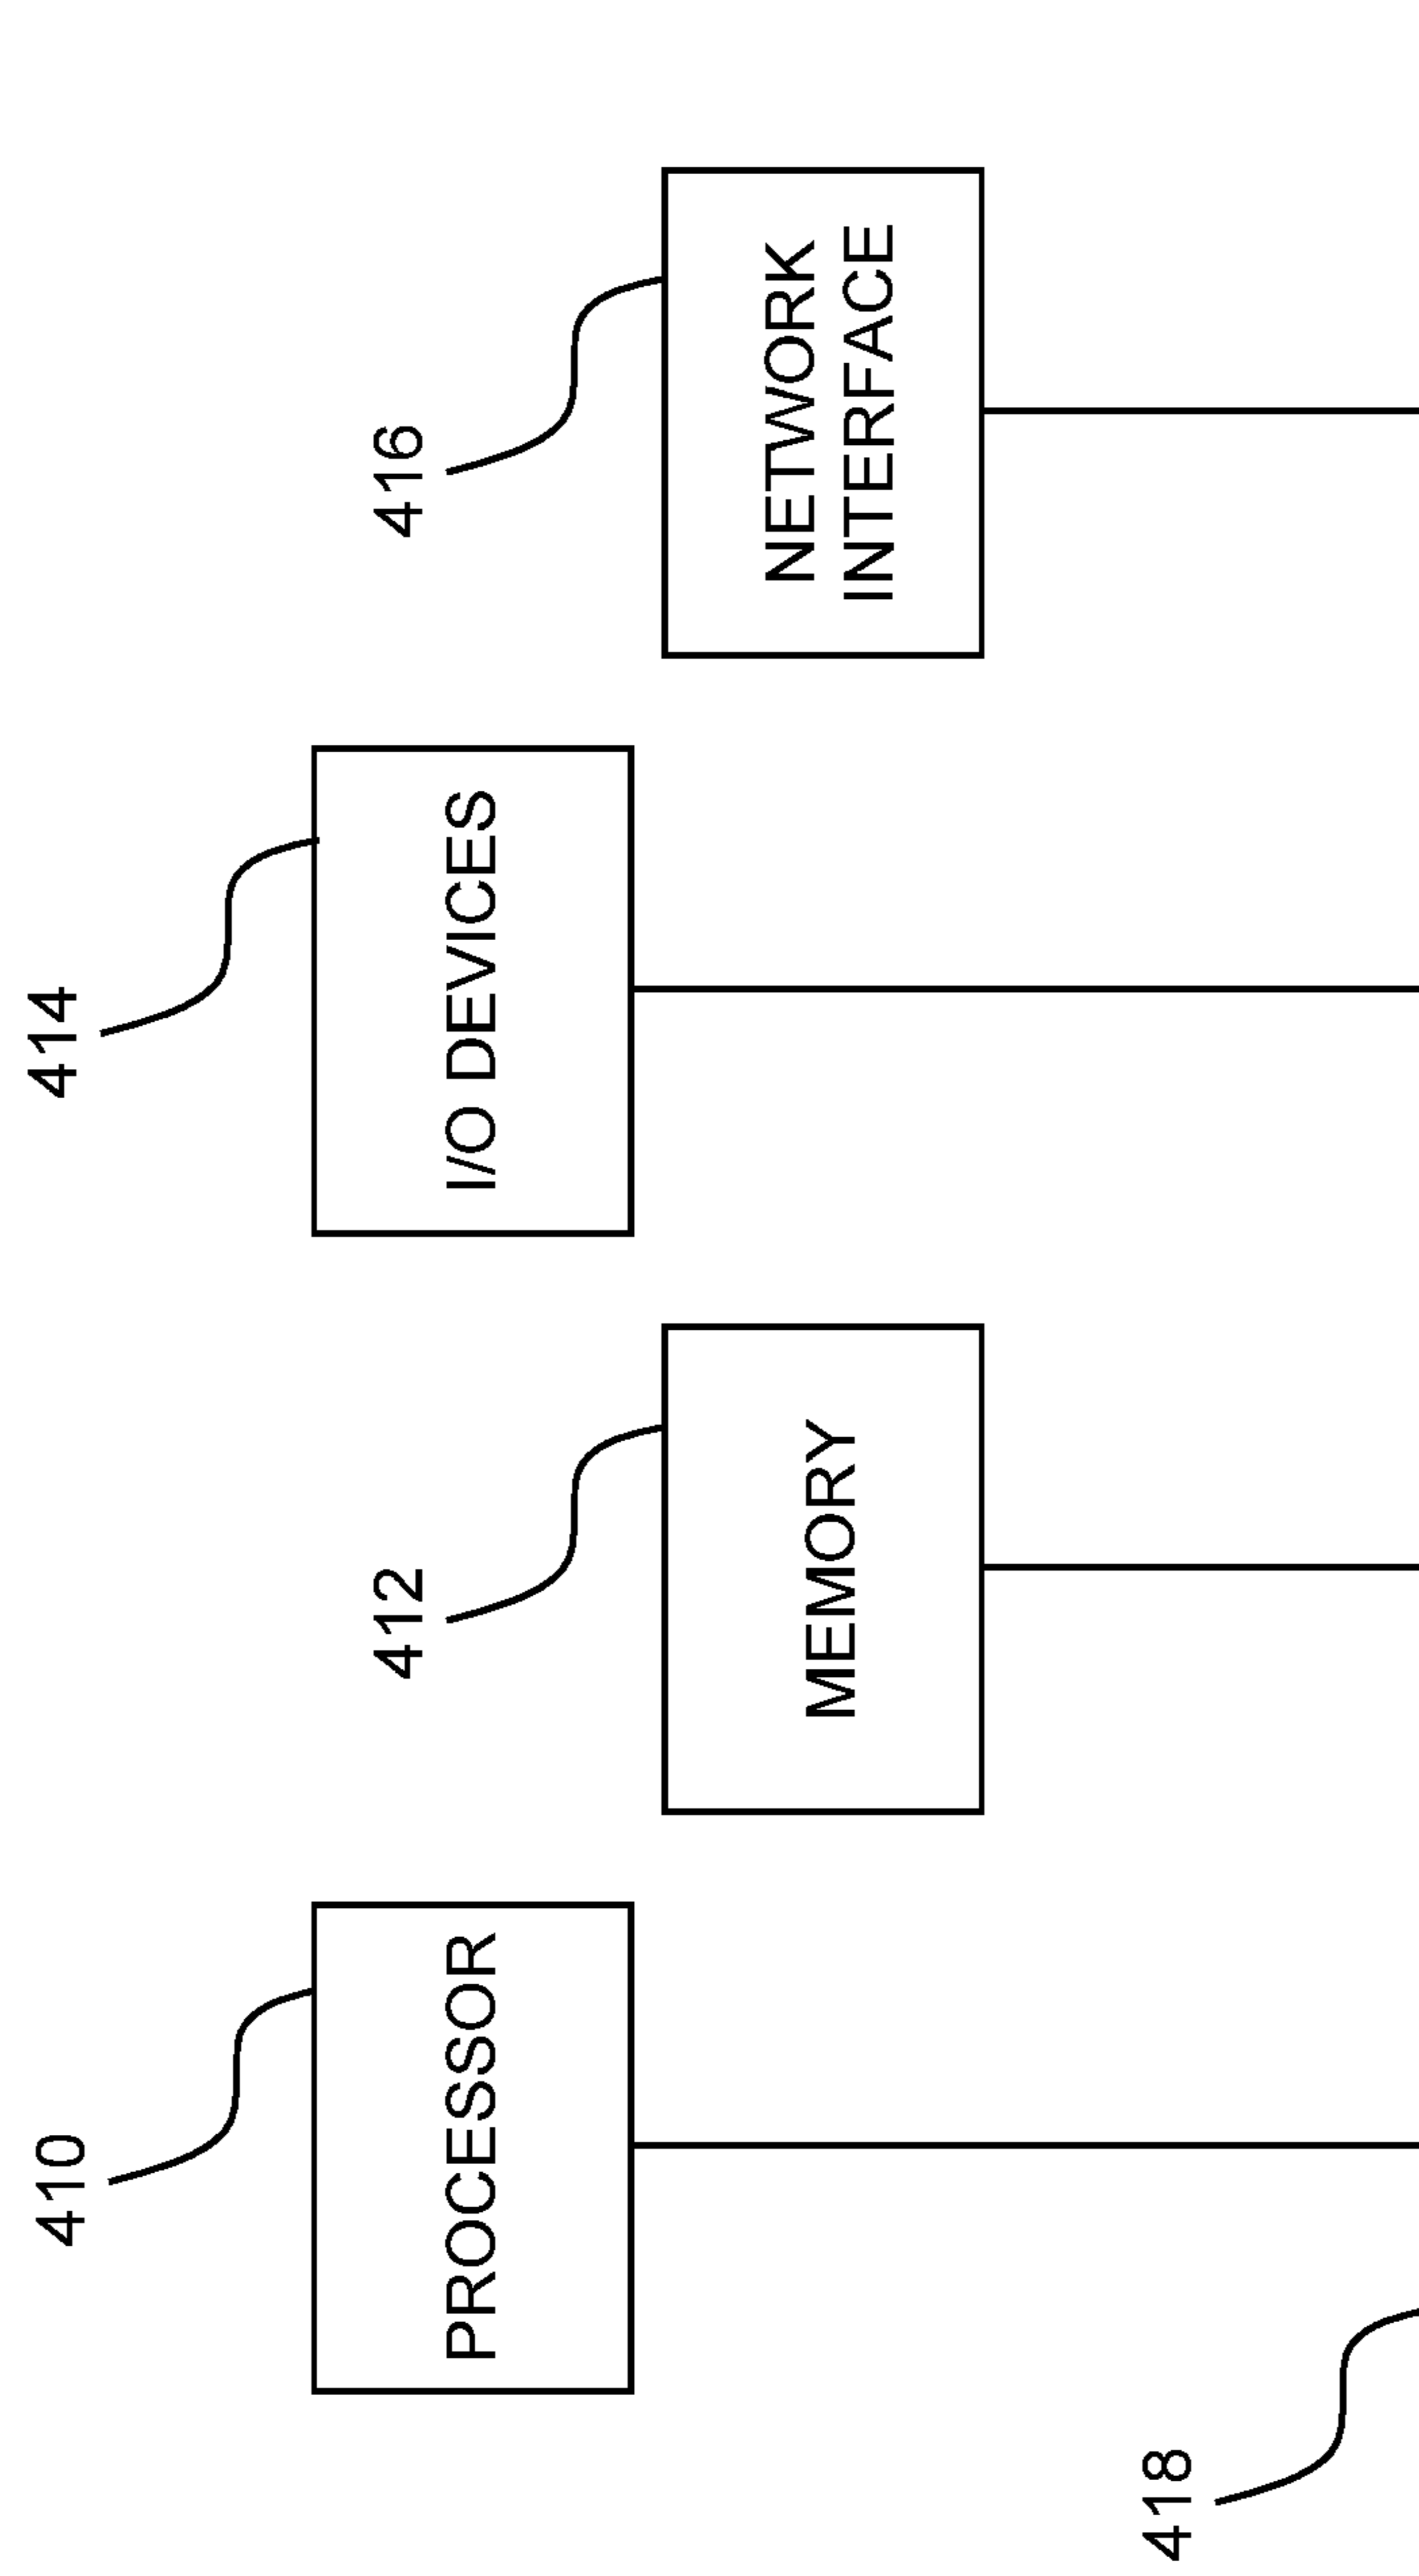 410
PROCESSOR
412
MEMORY
414
I/O DEVICES
416
NETWORK
INTERFACE
418